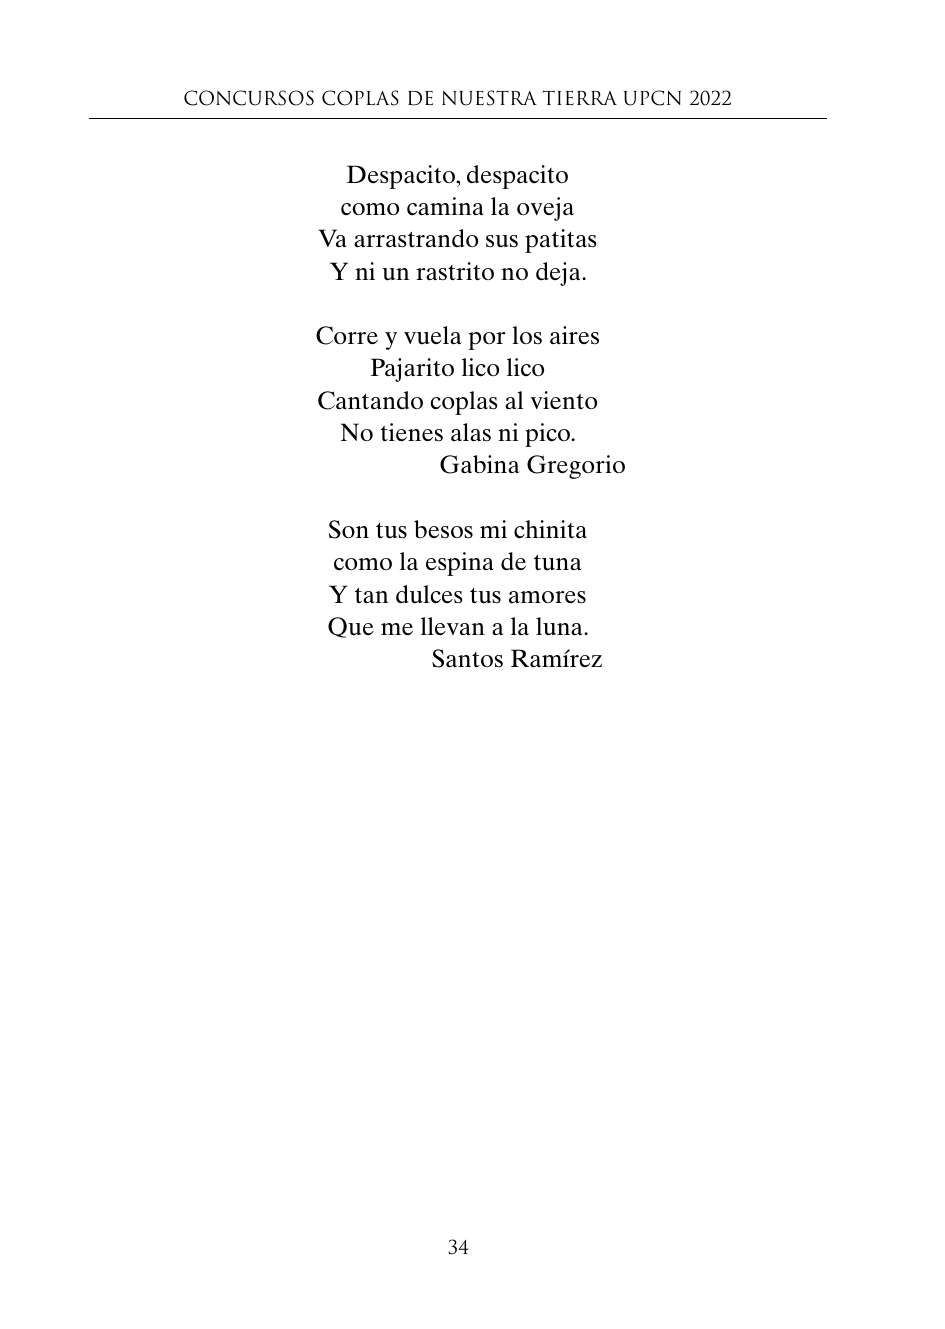 CONCURSOS COPLAS DE NUESTRA TIERRA UPCN 2022
Despacito, despacito
como camina la oveja
Va arrastrando sus patitas
Y ni un rastrito no deja.
Corre y vuela por los aires
Pajarito lico lico
Cantando coplas al viento
No tienes alas ni pico.
Gabina Gregorio
Son tus besos mi chinita
como la espina de tuna
Y tan dulces tus amores
Que me llevan a la luna.
Santos Ramírez
34